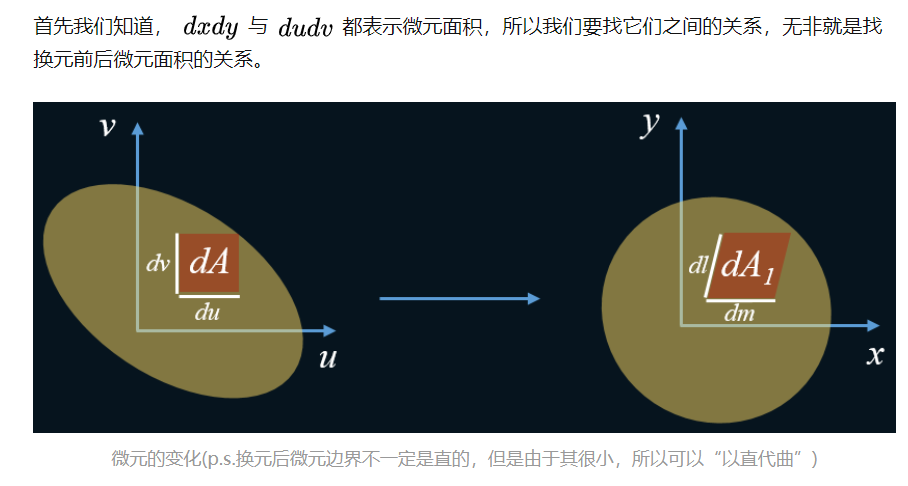 首先我们知道， dxdy 与 dudv 都表示微元面积，所以我们要找它们之间的关系，无非就是找
换元前后微元面积的关系。
v
y
dv
dA
dl
dA₁
du
dm
u
x
微元的变化(p.s.换元后微元边界不一定是直的，但是由于其很小，所以可以“以直代曲”)